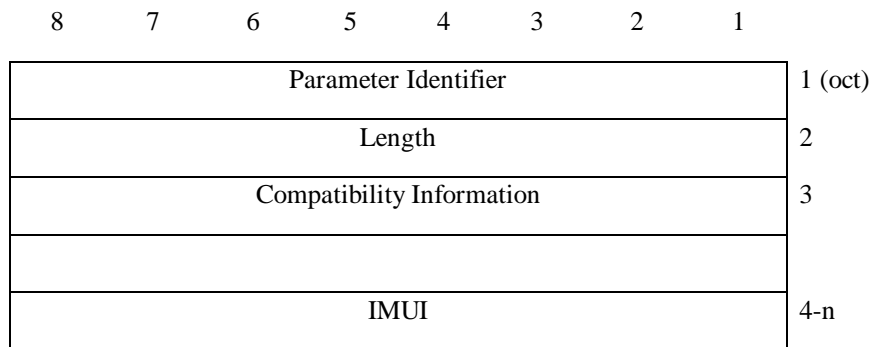 8 7 6 5 4 3 2 1
Parameter Identifier 1 (oct)
Length 2
Compatibility Information 3
IMUI 4-n